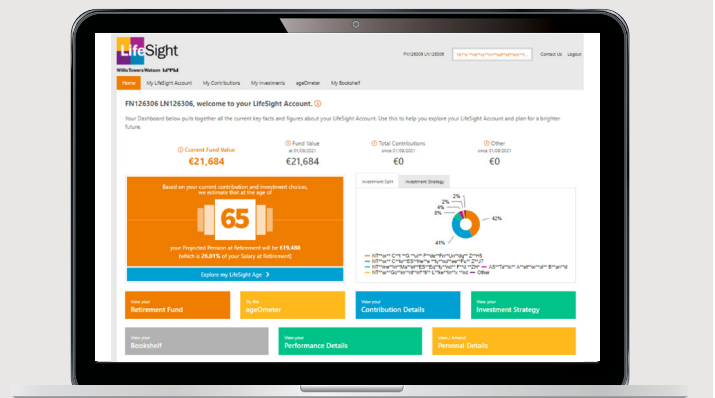 LifeSight
WillisTowersWatson
FN126306 LN126306
Contact Us Logout
Home My LifeSight Account My Contributions My Investments ageOmeter My Bookshelf
FN126306 LN126306, welcome to your LifeSight Account.
Your Dashboard below pulls together all the current key facts and figures about your LifeSight Account. Use this to help you explore your LifeSight Account and plan for a brighter
future.
Current Fund Value
€21,684
Fund Value
at 01/09/2021
€21,684
Total Contributions
since 01/09/2021
€0
Other
since 01/09/2021
€0
Based on your current contribution and investment choices,
we estimate that at the age of
65
your Projected Pension at Retirement will be €19,488
(which is 26.01% of your Salary at Retirement)
Explore my LifeSight Age >
Investment Split Investment Strategy
2%
2%
4%
8%
42%
41%
Other
View your
Retirement Fund
Try the
ageOmeter
View your
Contribution Details
View your
Investment Strategy
View your
Bookshelf
View your
Performance Details
View / Amend
Personal Details